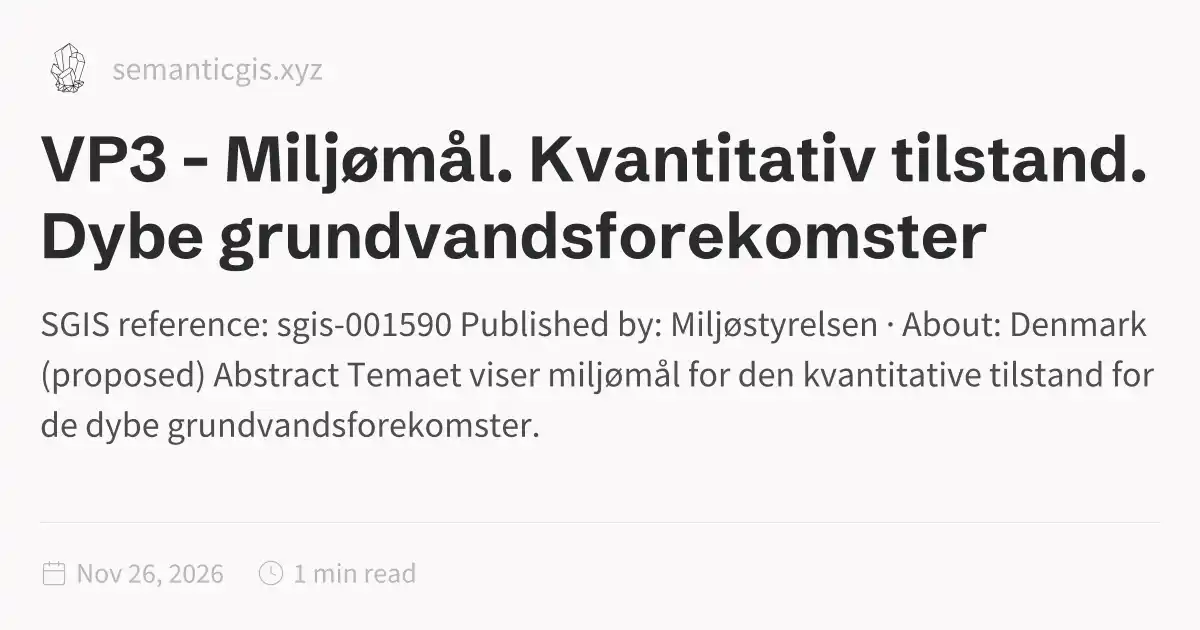 semanticgis.xyz
VP3 - Miljømål. Kvantitativ tilstand.
Dybe grundvandsforekomster
SGIS reference: sgis-001590 Published by: Miljøstyrelsen · About: Denmark
(proposed) Abstract Temaet viser miljømål for den kvantitative tilstand for
de dybe grundvandsforekomster.
Nov 26, 2026 1 min read